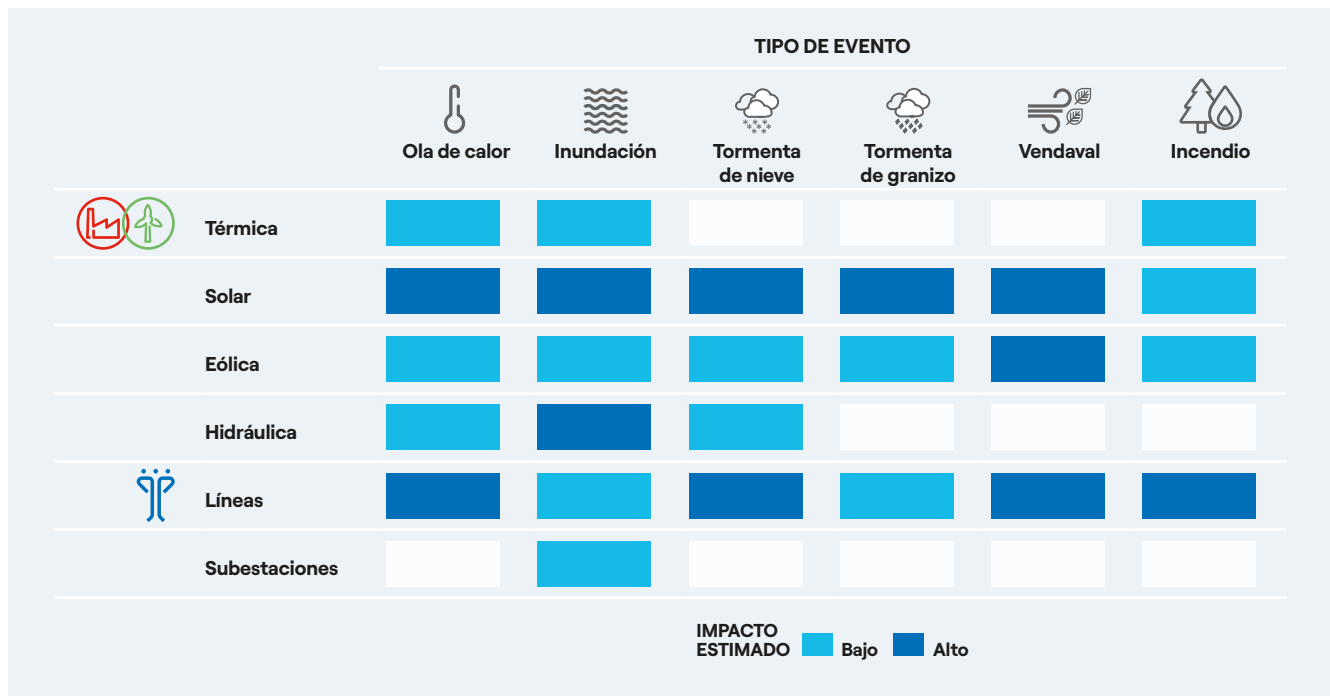 TIPO DE EVENTO
Ola de calor
Inundación
Tormenta
de nieve
Tormenta
de granizo
Vendaval
Incendio
Térmica
Solar
Eólica
Hidráulica
Líneas
Subestaciones
IMPACTO
ESTIMADO
Bajo
Alto